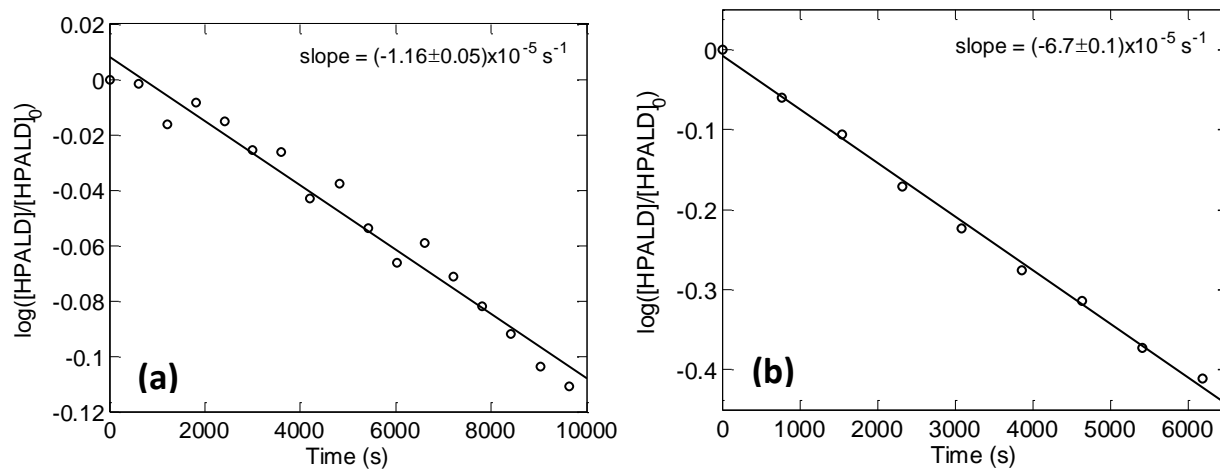 slope = (-1.16±0.05)x10⁻⁵ s⁻¹
log([HPALD]/[HPALD]₀)
0.02
0
-0.02
-0.04
-0.06
-0.08
-0.1
-0.12
(a)
0 2000 4000 6000 8000 10000
Time (s)
slope = (-6.7±0.1)x10⁻⁵ s⁻¹
log([HPALD]/[HPALD]₀)
0
-0.1
-0.2
-0.3
-0.4
(b)
0 1000 2000 3000 4000 5000 6000
Time (s)